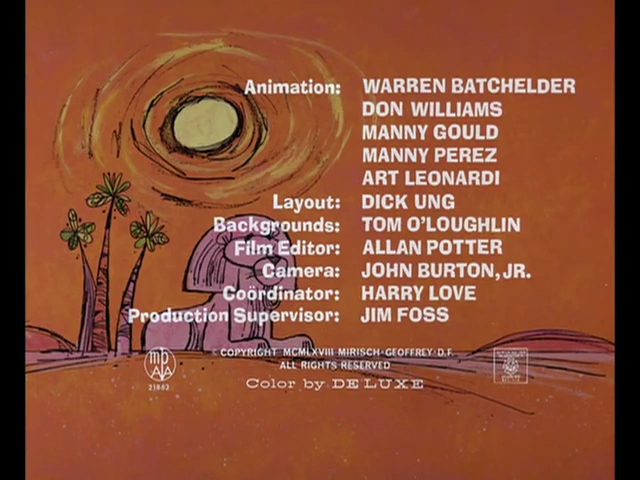 Animation: WARREN BATCHELDER
DON WILLIAMS
MANNY GOULD
MANNY PEREZ
ART LEONARDI
Layout: DICK UNG
Backgrounds: TOM O'LOUGHLIN
Film Editor: ALLAN POTTER
Camera: JOHN BURTON, JR.
Coördinator: HARRY LOVE
Production Supervisor: JIM FOSS
© COPYRIGHT MCMLXVIII MIRISCH-GEOFFREY-D.F.
ALL RIGHTS RESERVED
Color by DE LUXE